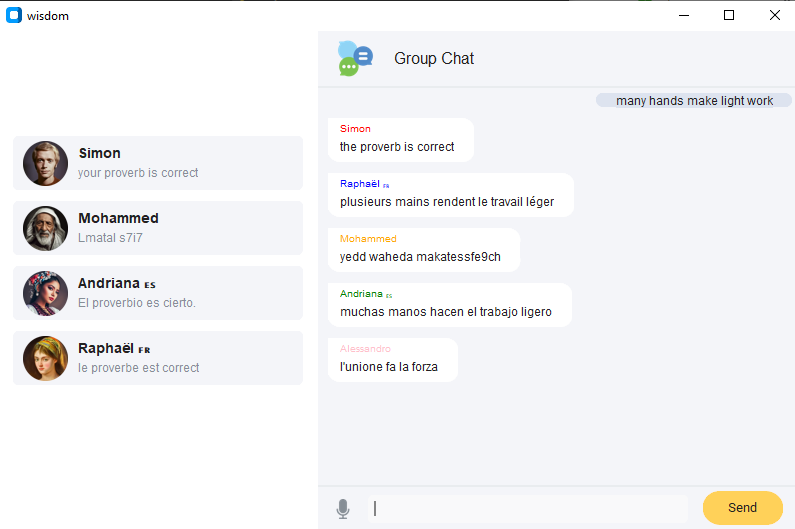 wisdom
Simon
your proverb is correct
Mohammed
Lmatal s7i7
Andriana ES
El proverbio es cierto.
Raphaël FR
le proverbe est correct
Group Chat
many hands make light work
Simon
the proverb is correct
Raphaël FR
plusieurs mains rendent le travail léger
Mohammed
yedd waheda makatessfe9ch
Andriana ES
muchas manos hacen el trabajo ligero
Alessandro
l'unione fa la forza
Send